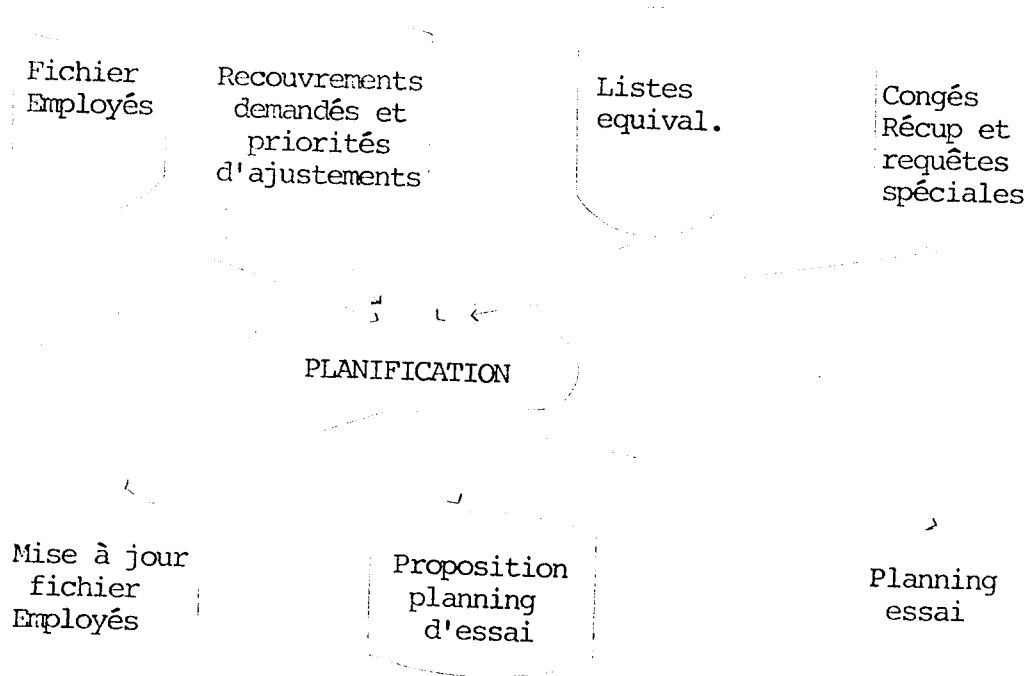 Fichier
Employés
Recouvrements
demandés et
priorités
d'ajustements
Listes
equival.
Congés
Récup et
requêtes
spéciales
PLANIFICATION
Mise à jour
fichier
Employés
Proposition
planning
d'essai
Planning
essai